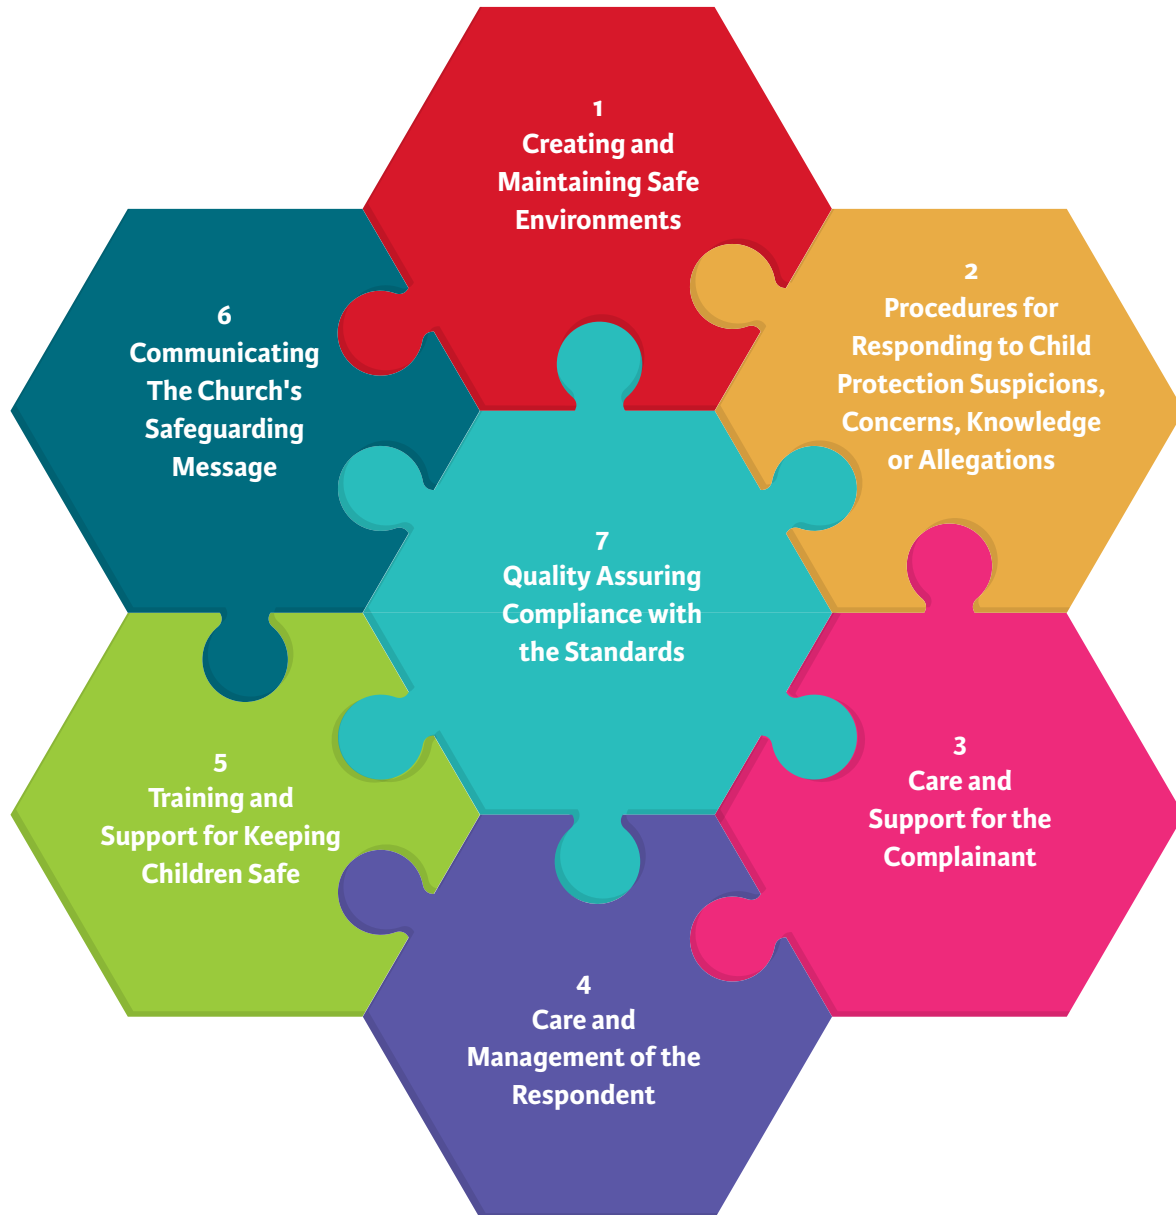 1
Creating and
Maintaining Safe
Environments
2
Procedures for
Responding to Child
Protection Suspicions,
Concerns, Knowledge
or Allegations
3
Care and
Support for the
Complainant
4
Care and
Management of the
Respondent
5
Training and
Support for Keeping
Children Safe
6
Communicating
The Church's
Safeguarding
Message
7
Quality Assuring
Compliance with
the Standards